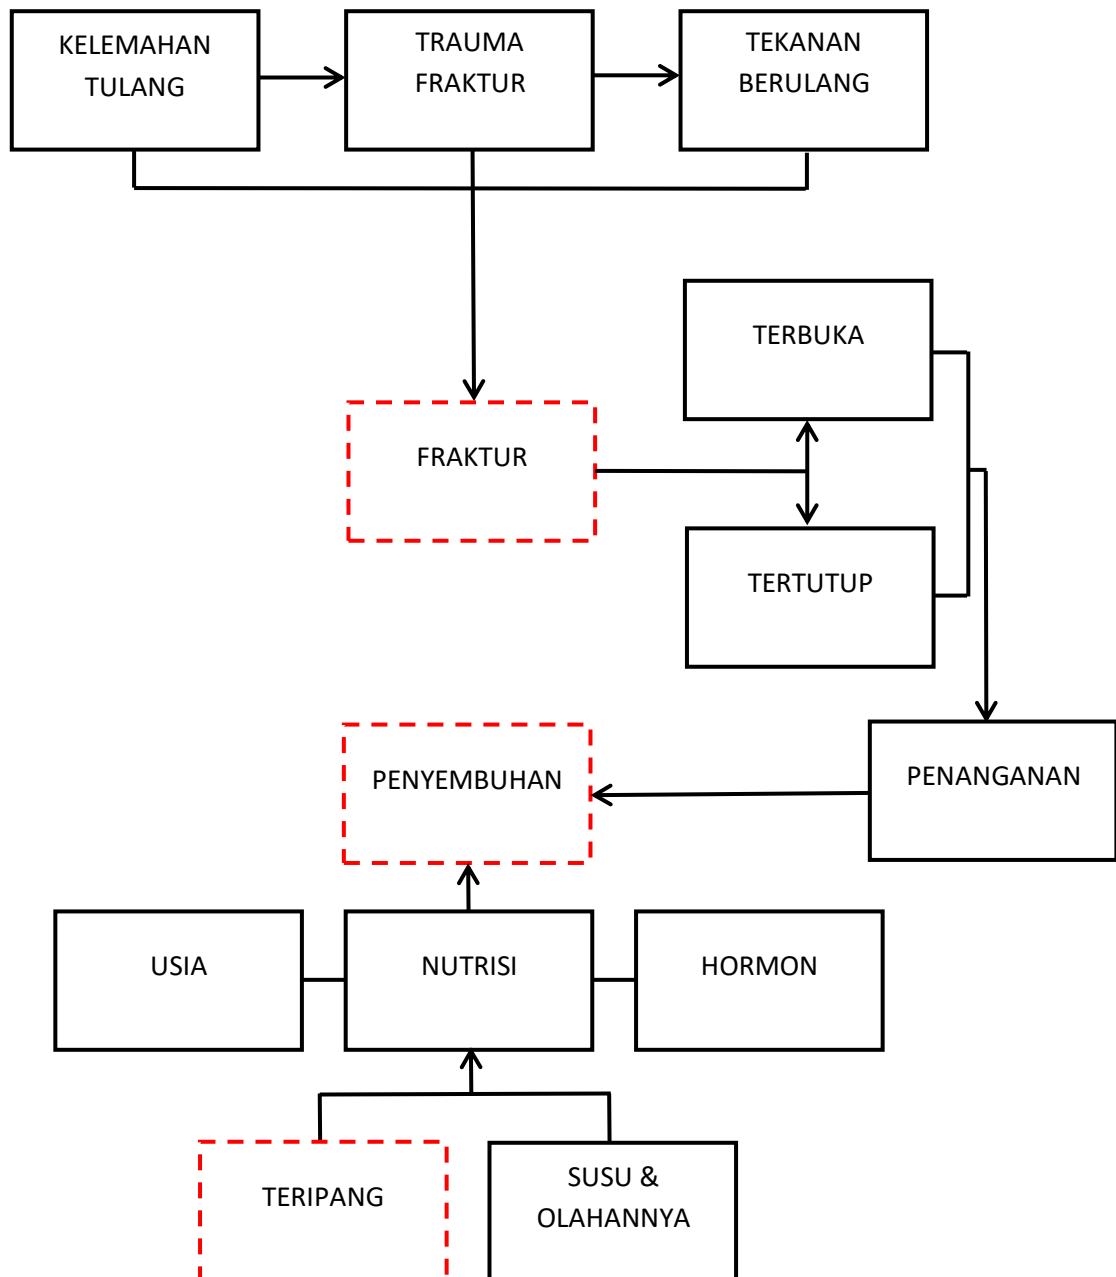 KELEMAHAN
TULANG
TRAUMA
FRAKTUR
TEKANAN
BERULANG
TERBUKA
FRAKTUR
TERTUTUP
PENYEMBUHAN
PENANGANAN
USIA
NUTRISI
HORMON
TERIPANG
SUSU &
OLAHANNYA